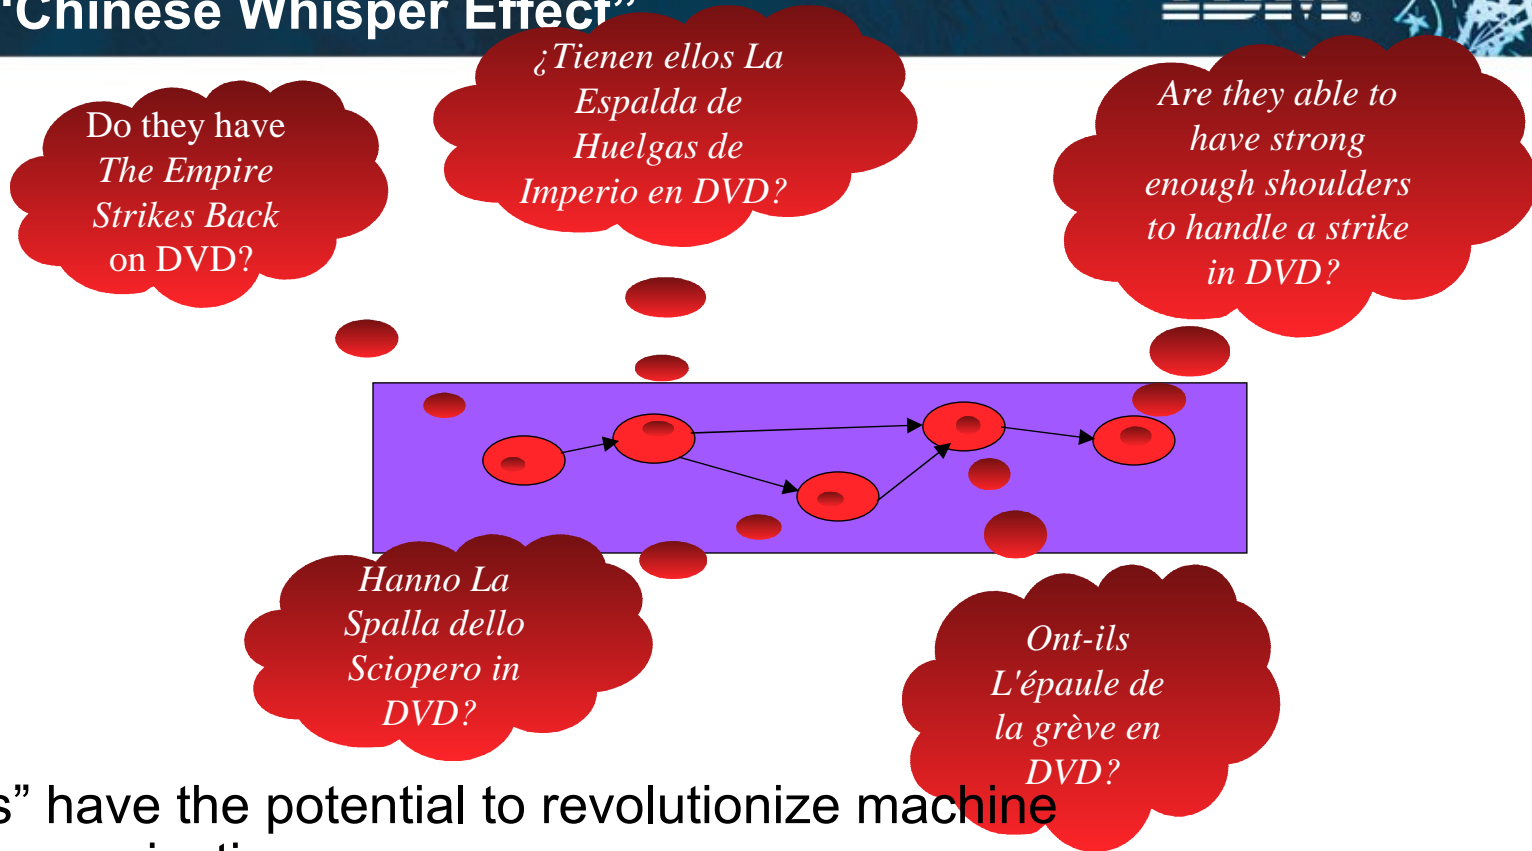 "Chinese Whisper Effect"
IBM
Do they have
The Empire
Strikes Back
on DVD?
¿Tienen ellos La
Espalda de
Huelgas de
Imperio en DVD?
Are they able to
have strong
enough shoulders
to handle a strike
in DVD?
Hanno La
Spalla dello
Sciopero in
DVD?
Ont-ils
L'épaule de
la grève en
DVD?
s” have the potential to revolutionize machine